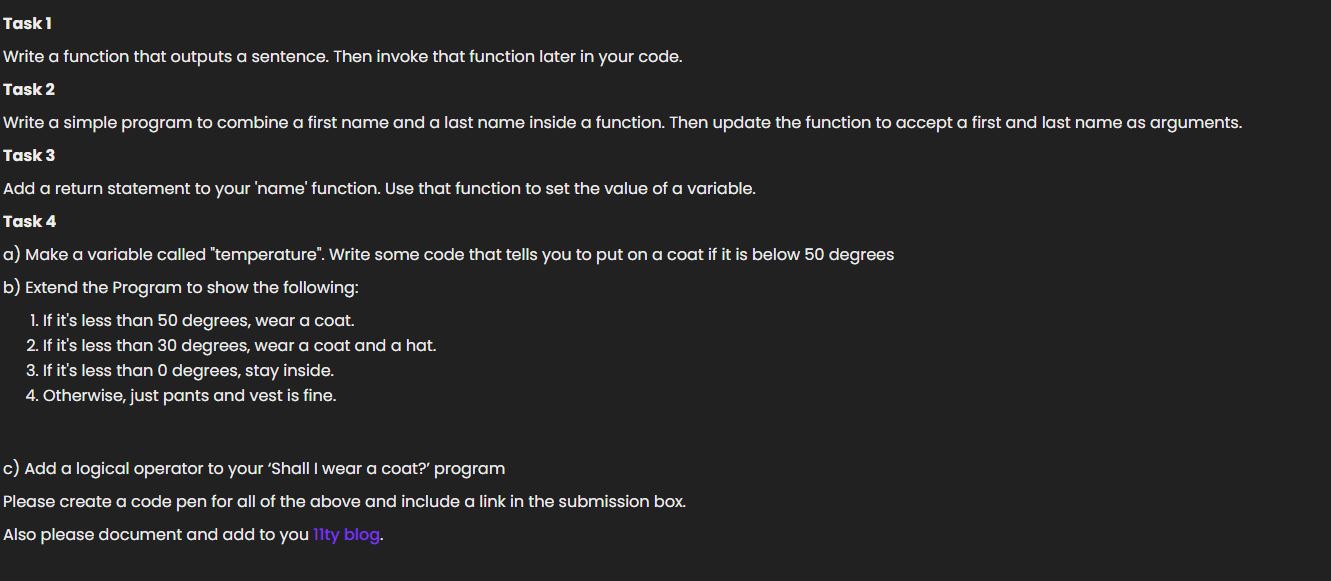 Task 1
Write a function that outputs a sentence. Then invoke that function later in your code.
Task 2
Write a simple program to combine a first name and a last name inside a function. Then update the function to accept a first and last name as arguments.
Task 3
Add a return statement to your 'name' function. Use that function to set the value of a variable.
Task 4
a) Make a variable called "temperature". Write some code that tells you to put on a coat if it is below 50 degrees
b) Extend the Program to show the following:
1. If it's less than 50 degrees, wear a coat.
2. If it's less than 30 degrees, wear a coat and a hat.
3. If it's less than 0 degrees, stay inside.
4. Otherwise, just pants and vest is fine.
c) Add a logical operator to your ‘Shall I wear a coat?’ program
Please create a code pen for all of the above and include a link in the submission box.
Also please document and add to you 11ty blog.